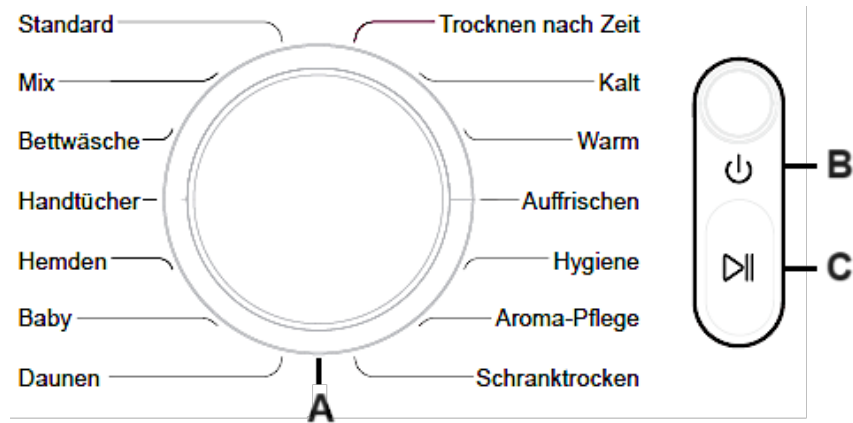 Standard
Trocknen nach Zeit
Mix
Kalt
Bettwäsche
Warm
B
Handtücher
Auffrischen
Hemden
Hygiene
C
Baby
Aroma-Pflege
Daunen
Schranktrocken
A